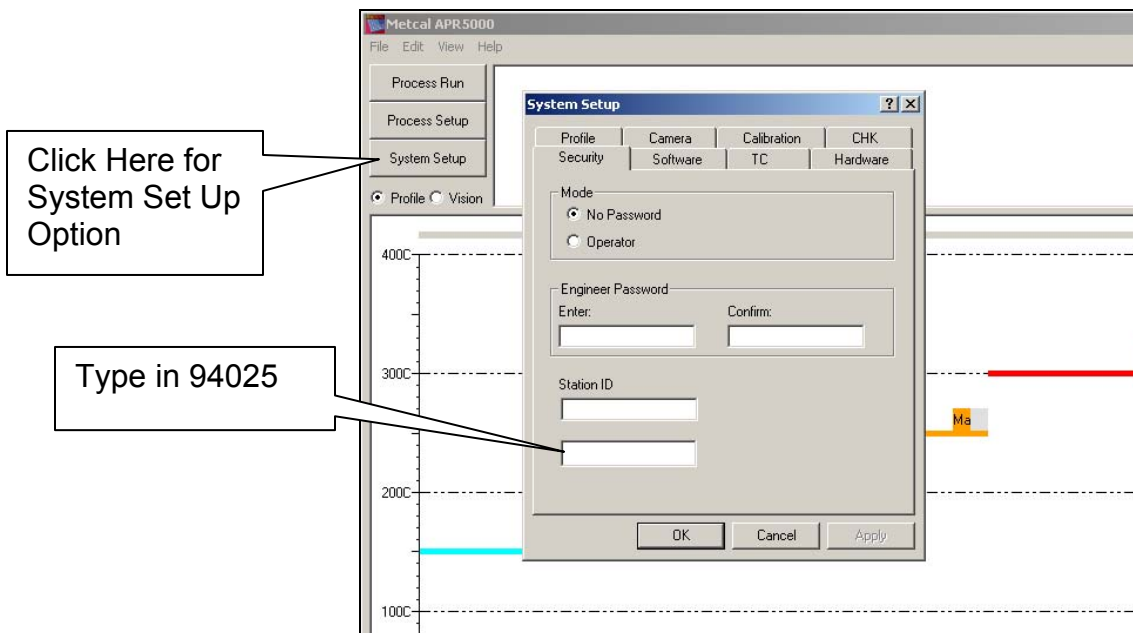 Metcal APR5000
File Edit View Help
Process Run
Process Setup
System Setup
Profile Vision
Click Here for
System Set Up
Option
Type in 94025
System Setup
Profile Camera Calibration CHK
Security Software TC Hardware
Mode
No Password
Operator
Engineer Password
Enter: Confirm:
Station ID
OK Cancel Apply
400C
300C
Ma
200C
100C